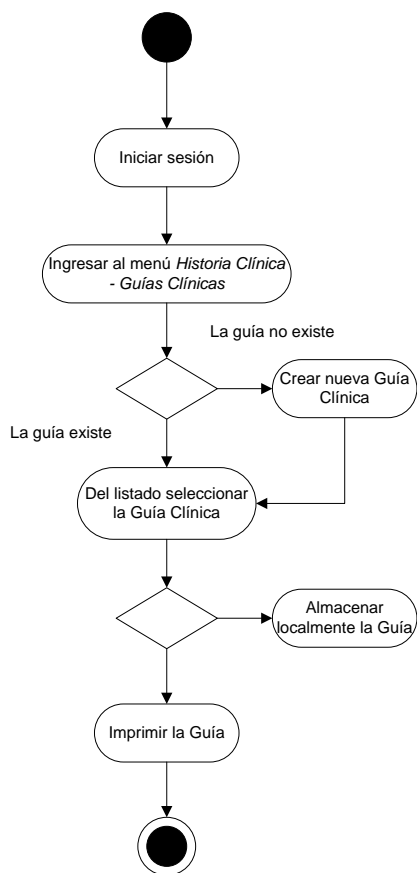 Iniciar sesión
Ingresar al menú Historia Clínica
- Guías Clínicas
La guía no existe
Crear nueva Guía
Clínica
La guía existe
Del listado seleccionar
la Guía Clínica
Almacenar
localmente la Guía
Imprimir la Guía